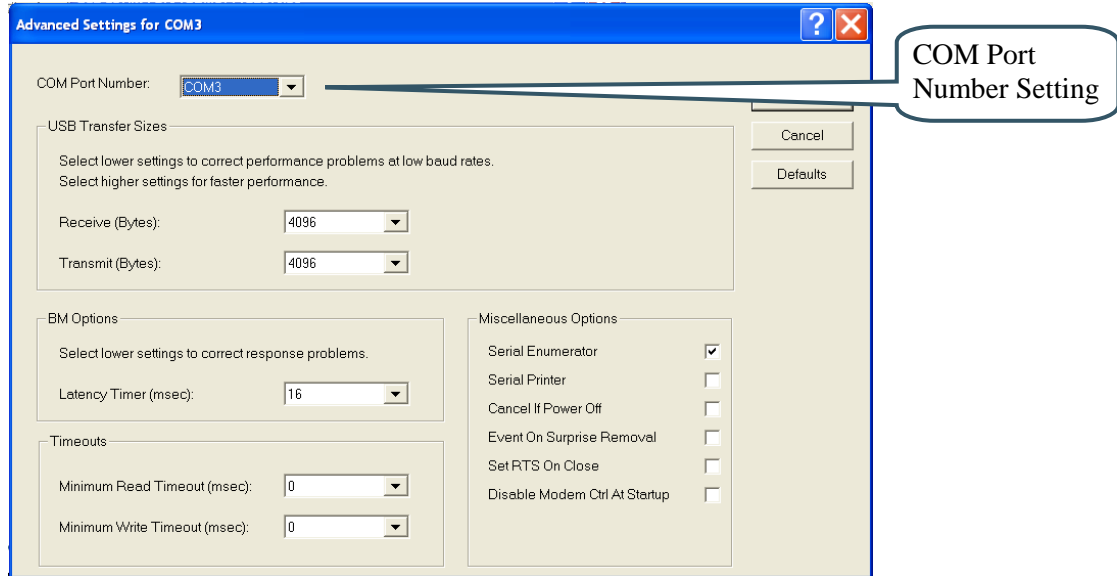 Advanced Settings for COM3
COM Port Number:
COM3
COM Port
Number Setting
USB Transfer Sizes
Select lower settings to correct performance problems at low baud rates.
Select higher settings for faster performance.
Receive (Bytes):
4096
Transmit (Bytes):
4096
Cancel
Defaults
BM Options
Select lower settings to correct response problems.
Latency Timer (msec):
16
Timeouts
Minimum Read Timeout (msec):
0
Minimum Write Timeout (msec):
0
Miscellaneous Options
Serial Enumerator
Serial Printer
Cancel If Power Off
Event On Surprise Removal
Set RTS On Close
Disable Modem Ctrl At Startup